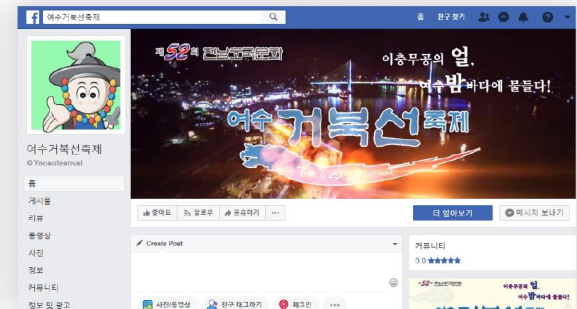 여수거북선축제
홈 친구 찾기
제52회 전남호국문화
이충무공의 얼,
여수밤바다에 물들다!
여수 거북선축제
여수거북선축제
@Yeosufestival
홈
게시물
리뷰
동영상
사진
정보
커뮤니티
정보 및 광고
좋아요 팔로우 공유하기 ...
더 알아보기 메시지 보내기
Create Post
사진/동영상 친구 태그하기 체크인 ...
커뮤니티
5.0 ★★★★★
이충무공의 얼,
여수밤바다에 물들다!